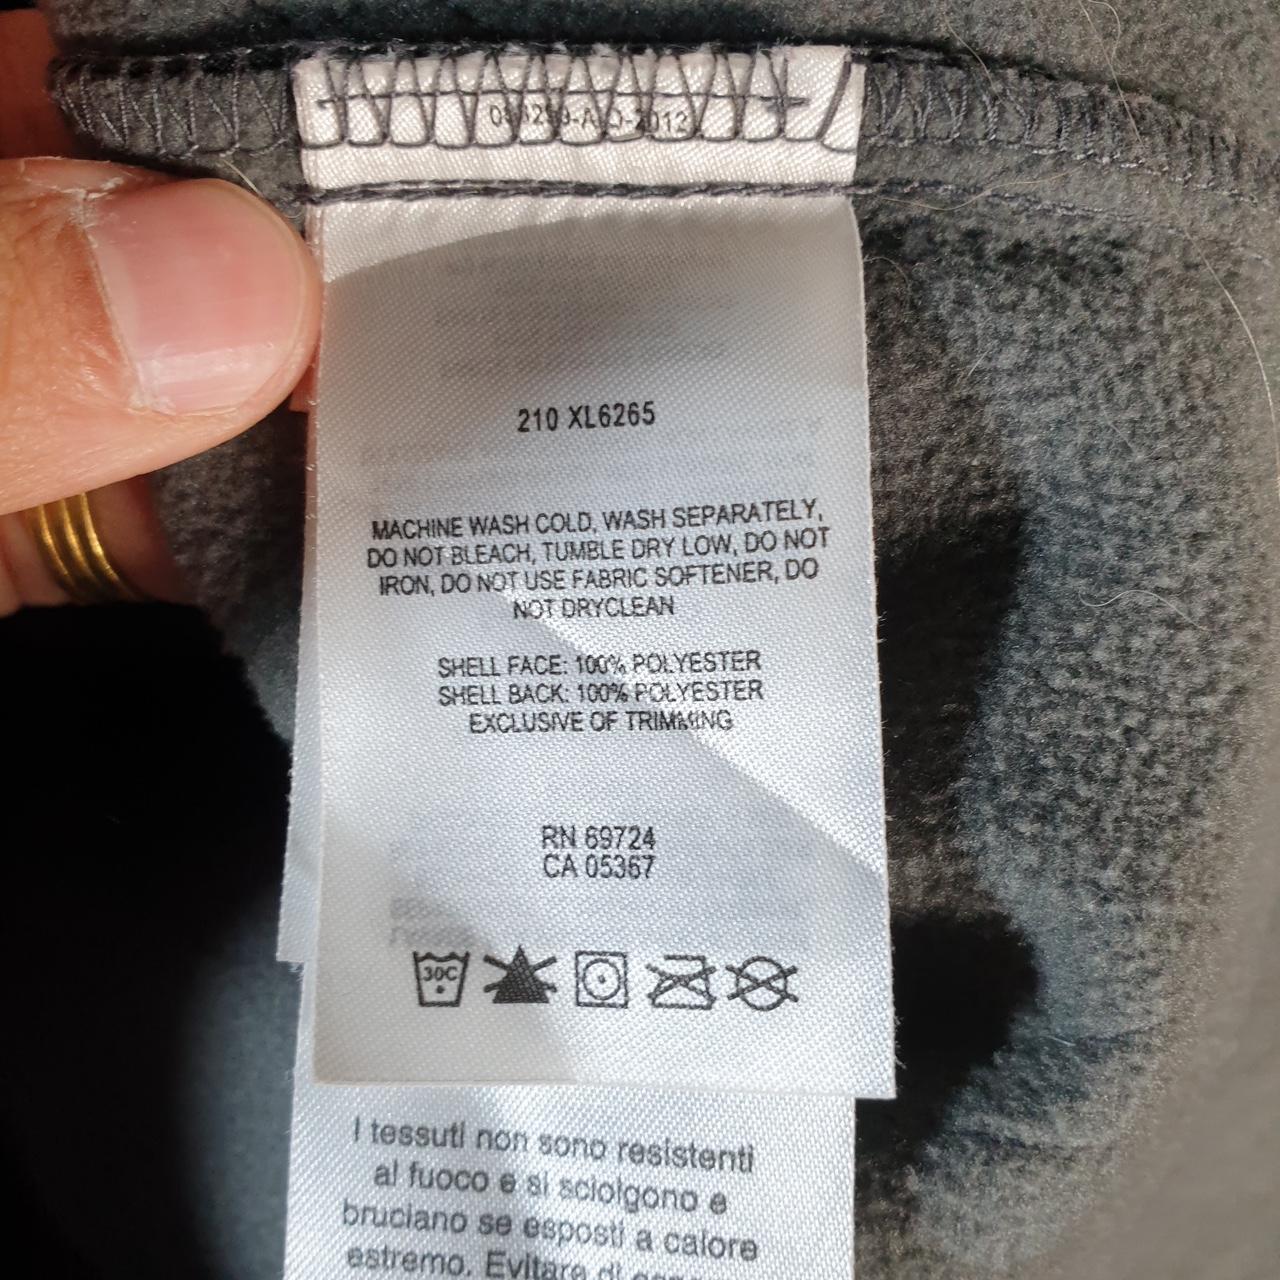 210 XL6265
MACHINE WASH COLD, WASH SEPARATELY,
DO NOT BLEACH, TUMBLE DRY LOW, DO NOT
IRON, DO NOT USE FABRIC SOFTENER, DO
NOT DRYCLEAN
SHELL FACE: 100% POLYESTER
SHELL BACK: 100% POLYESTER
EXCLUSIVE OF TRIMMING
RN 69724
CA 05367
30C
I tessuti non sono resistenti
al fuoco e si sciolgono e
bruciano se esposti a calore
estremo. Evitare di